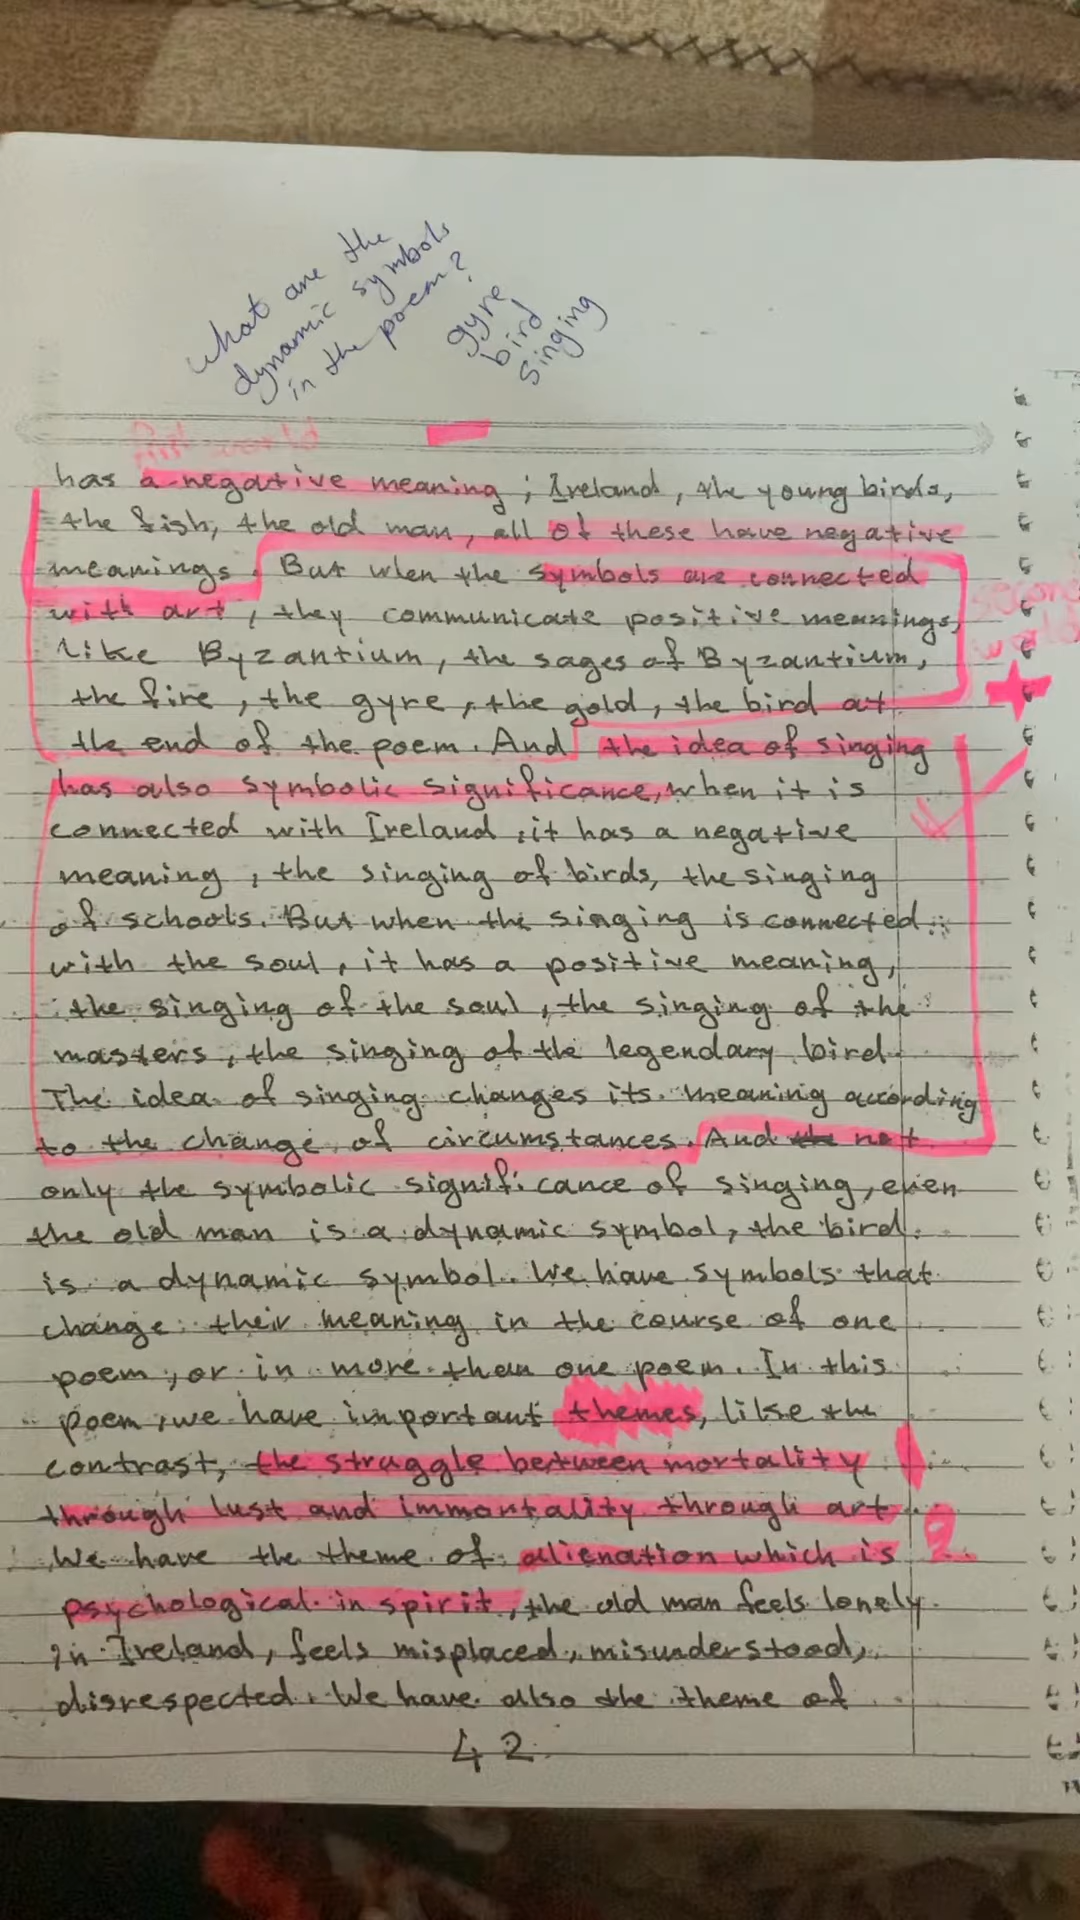 what are the
dynamic symbols
in the poem?
gyre
bird
singing
first world
has a negative meaning; Ireland, the young birds,
the fish, the old man, all of these have negative
meanings. But wlen the symbols are connected
with art, they communicate positive meanings,
like Byzantium, the sages of Byzantium,
the fire, the gyre, the gold, the bird at
the end of the poem. And the idea of singing
has also symbolic significance, when it is
connected with Ireland, it has a negative
meaning, the singing of birds, the singing
of schools. But when the singing is connected
with the soul, it has a positive meaning,
the singing of the soul, the singing of the
masters, the singing of the legendary bird.
The idea of singing changes its meaning according
to the change of circumstances. And the not
only the symbolic significance of singing, even
the old man is a dynamic symbol, the bird
is a dynamic symbol. We have symbols that
change their meaning in the course of one
poem, or in more than one poem. In this
poem, we have important themes, like the
contrast, the struggle between mortality
through lust and immortality through art
We have the theme of alienation which is
psychological in spirit, the old man feels lonely
in Ireland, feels misplaced, misunderstood,
disrespected. We have also the theme of
second
world
1
2.
42